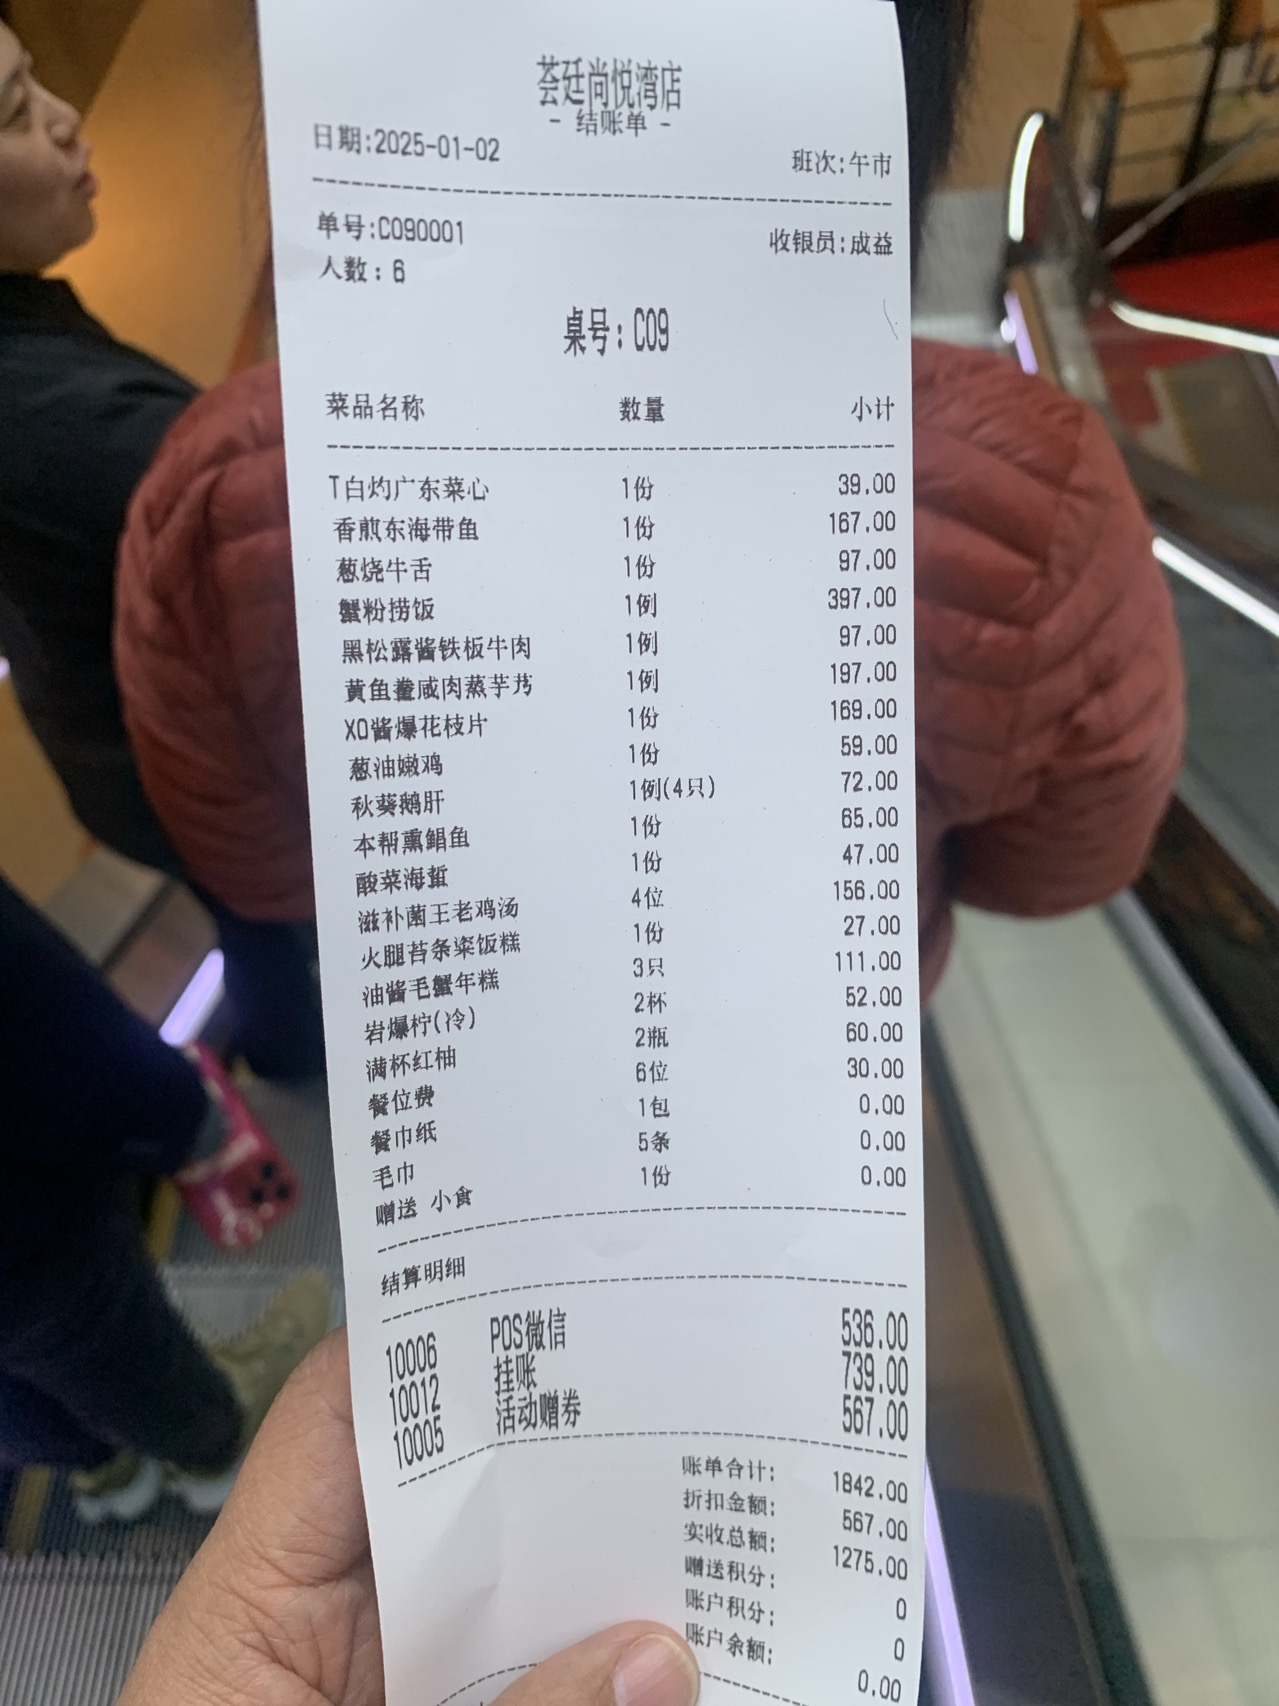 荟廷尚悦湾店
- 结账单 -
日期:2025-01-02 班次:午市
单号:C090001 收银员:成益
人数: 6
桌号: C09
菜品名称 数量 小计
T白灼广东菜心 1份 39.00
香煎东海带鱼 1份 167.00
葱烧牛舌 1份 97.00
蟹粉捞饭 1例 397.00
黑松露酱铁板牛肉 1例 97.00
黄鱼鲞咸肉蒸芋艿 1例 197.00
XO酱爆花枝片 1份 169.00
葱油嫩鸡 1份 59.00
秋葵鹅肝 1例(4只) 72.00
本帮熏鲳鱼 1份 65.00
酸菜海蜇 1份 47.00
滋补菌王老鸡汤 4位 156.00
火腿苔条粢饭糕 1份 27.00
油酱毛蟹年糕 3只 111.00
岩爆柠(冷) 2杯 52.00
满杯红柚 2瓶 60.00
餐位费 6位 30.00
餐巾纸 1包 0.00
毛巾 5条 0.00
赠送 小食 1份 0.00
结算明细
10006 POS微信 536.00
10012 挂账 739.00
10005 活动赠券 567.00
账单合计: 1842.00
折扣金额: 567.00
实收总额: 1275.00
赠送积分: 0
账户积分: 0
账户余额: 0.00